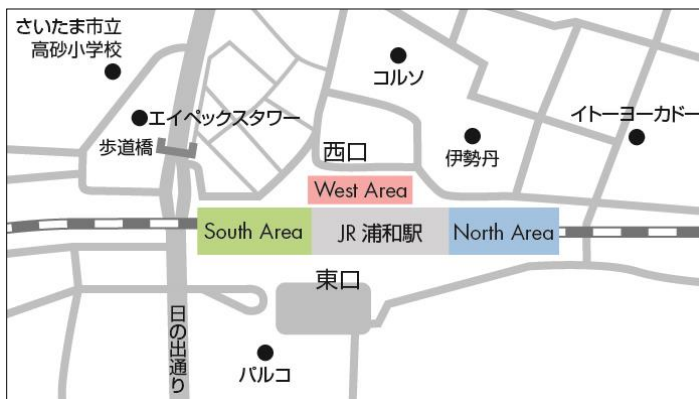 さいたま市立
高砂小学校
コルソ
エイペックスタワー
イトーヨーカドー
歩道橋
西口
伊勢丹
West Area
South Area
JR 浦和駅
North Area
東口
日の出通り
パルコ